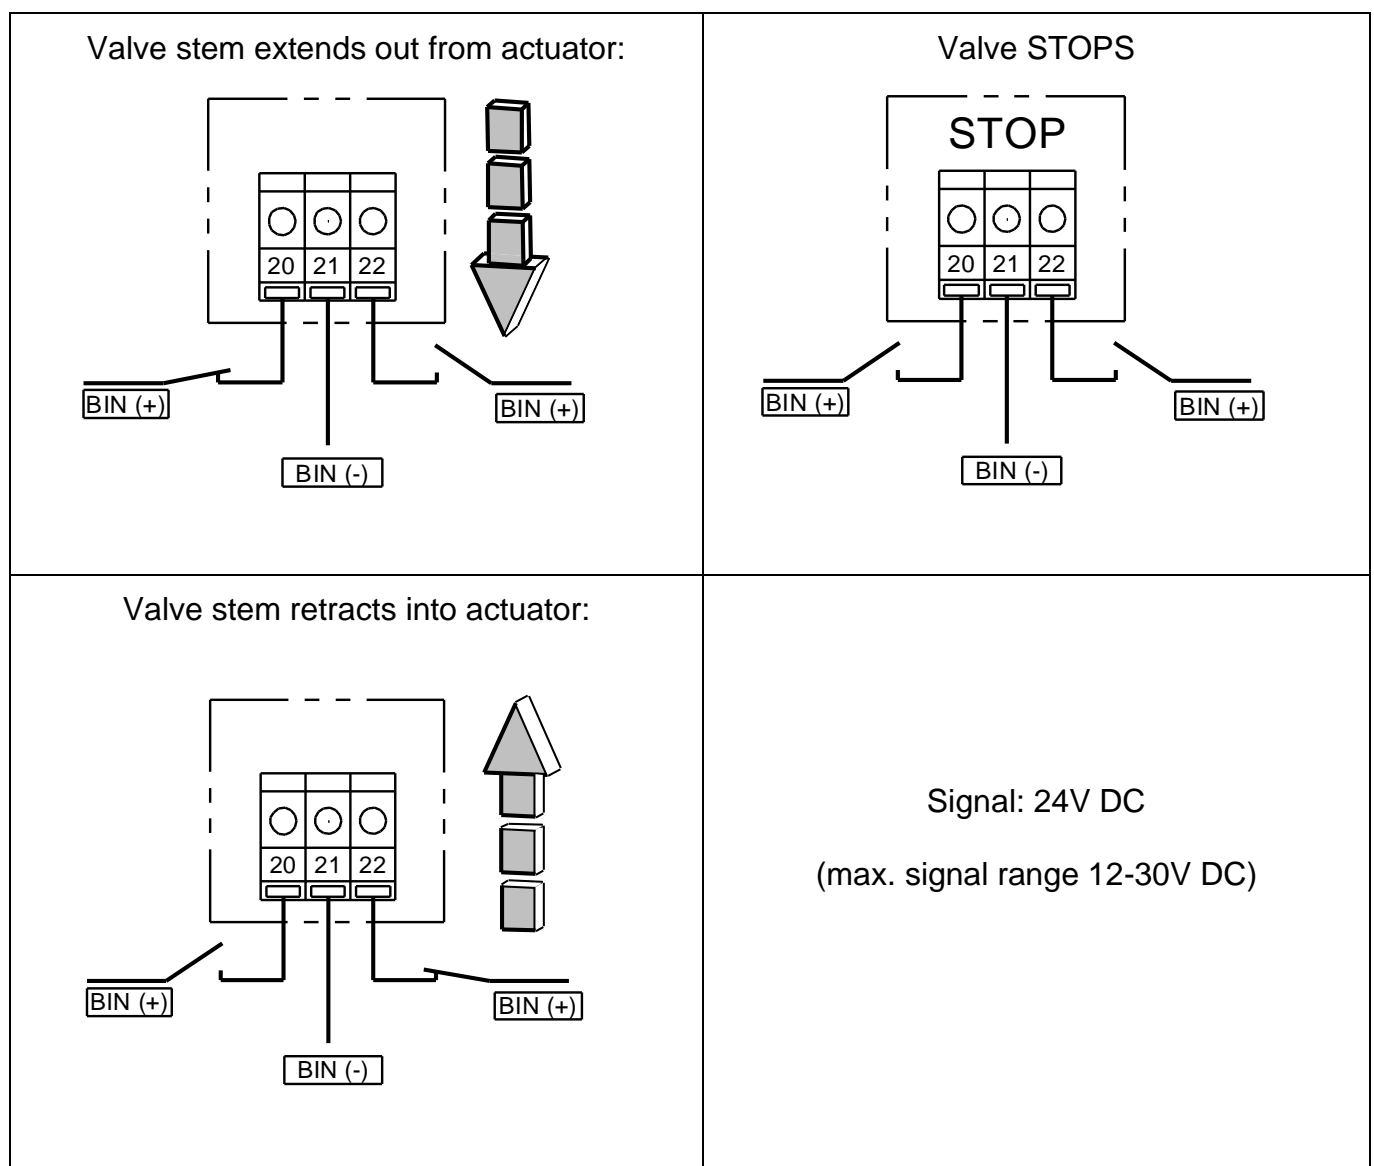 Valve stem extends out from actuator:
20 21 22
BIN (+)
BIN (+)
BIN (-)
Valve STOPS
STOP
20 21 22
BIN (+)
BIN (+)
BIN (-)
Valve stem retracts into actuator:
20 21 22
BIN (+)
BIN (+)
BIN (-)
Signal: 24V DC
(max. signal range 12-30V DC)